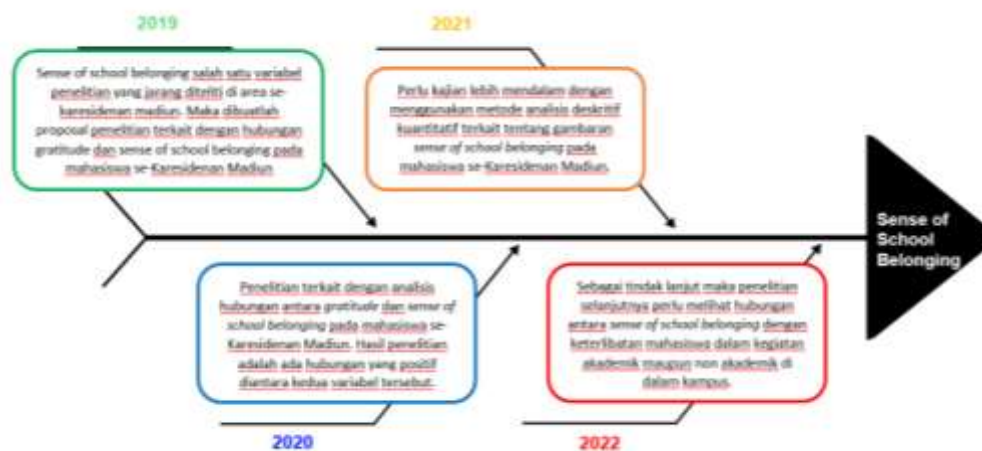 2019
Sense of school belonging salah satu variabel
penelitian yang jarang diteliti di area se-
karesidenan madiun. Maka dibuatlah
proposal penelitian terkait dengan hubungan
gratitude dan sense of school belonging pada
mahasiswa se-Karesidenan Madiun
2021
Perlu kajian lebih mendalam dengan
menggunakan metode analisis deskritif
kuantitatif terkait tentang gambaran
sense of school belonging pada
mahasiswa se-Karesidenan Madiun.
Sense of
School
Belonging
Penelitian terkait dengan analisis
hubungan antara gratitude dan sense of
school belonging pada mahasiswa se-
Karesidenan Madiun. Hasil penelitian
adalah ada hubungan yang positif
diantara kedua variabel tersebut.
2020
Sebagai tindak lanjut maka penelitian
selanjutnya perlu melihat hubungan
antara sense of school belonging dengan
keterlibatan mahasiswa dalam kegiatan
akademik maupun non akademik di
dalam kampus.
2022